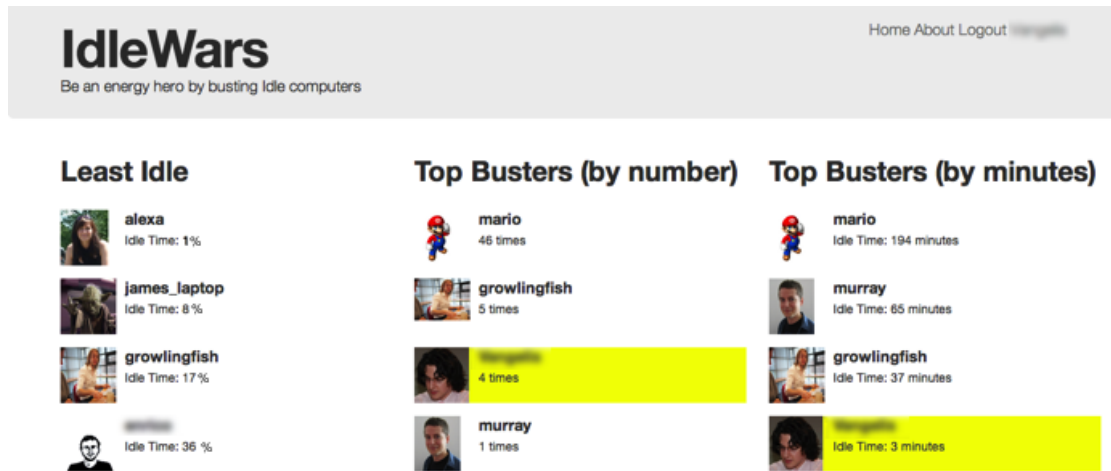 IdleWars
Be an energy hero by busting Idle computers
Home About Logout
Least Idle
alexa
Idle Time: 1%
james_laptop
Idle Time: 8%
growlingfish
Idle Time: 17%
Idle Time: 36 %
Top Busters (by number)
mario
46 times
growlingfish
5 times
4 times
murray
1 times
Top Busters (by minutes)
mario
Idle Time: 194 minutes
murray
Idle Time: 65 minutes
growlingfish
Idle Time: 37 minutes
Idle Time: 3 minutes